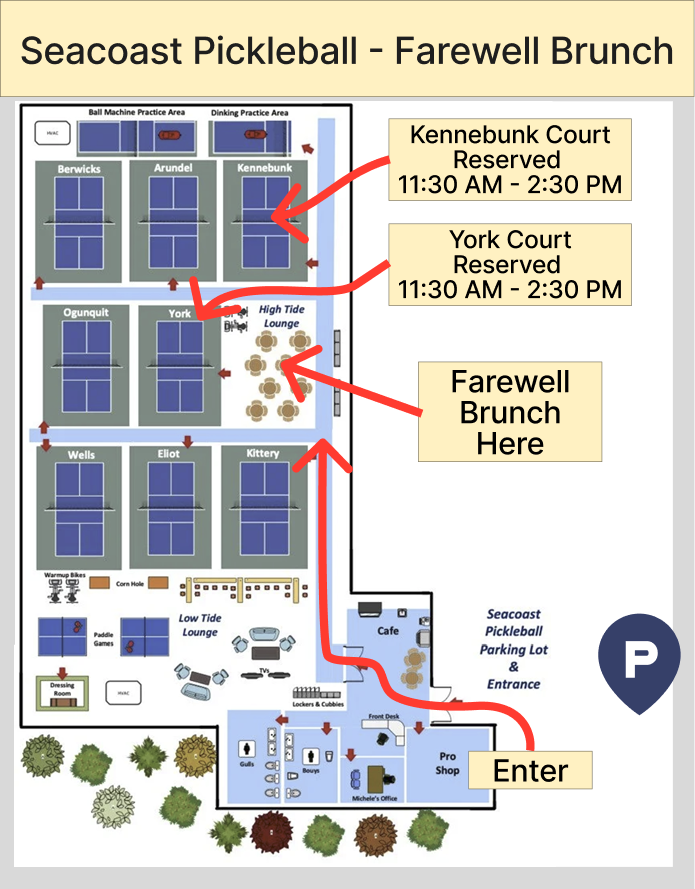 Seacoast Pickleball - Farewell Brunch
Ball Machine Practice Area
Dinking Practice Area
HVAC
Kennebunk Court
Reserved
11:30 AM - 2:30 PM
Berwicks
Arundel
Kennebunk
York Court
Reserved
11:30 AM - 2:30 PM
Ogunquit
York
High Tide
Lounge
Farewell
Brunch
Here
Wells
Eliot
Kittery
Warmup Bikes
Corn Hole
Low Tide
Lounge
Paddle
Games
Cafe
Seacoast
Pickleball
Parking Lot
&
Entrance
P
TVs
Dressing
Room
HVAC
Lockers & Cubbies
Front Desk
Gulls
Bouys
Pro
Shop
Michele's Office
Enter